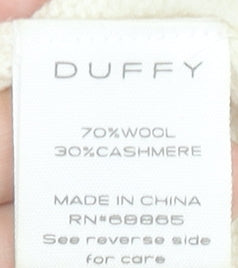 DUFFY
70%WOOL
30%CASHMERE
MADE IN CHINA
RN#68865
See reverse side
for care